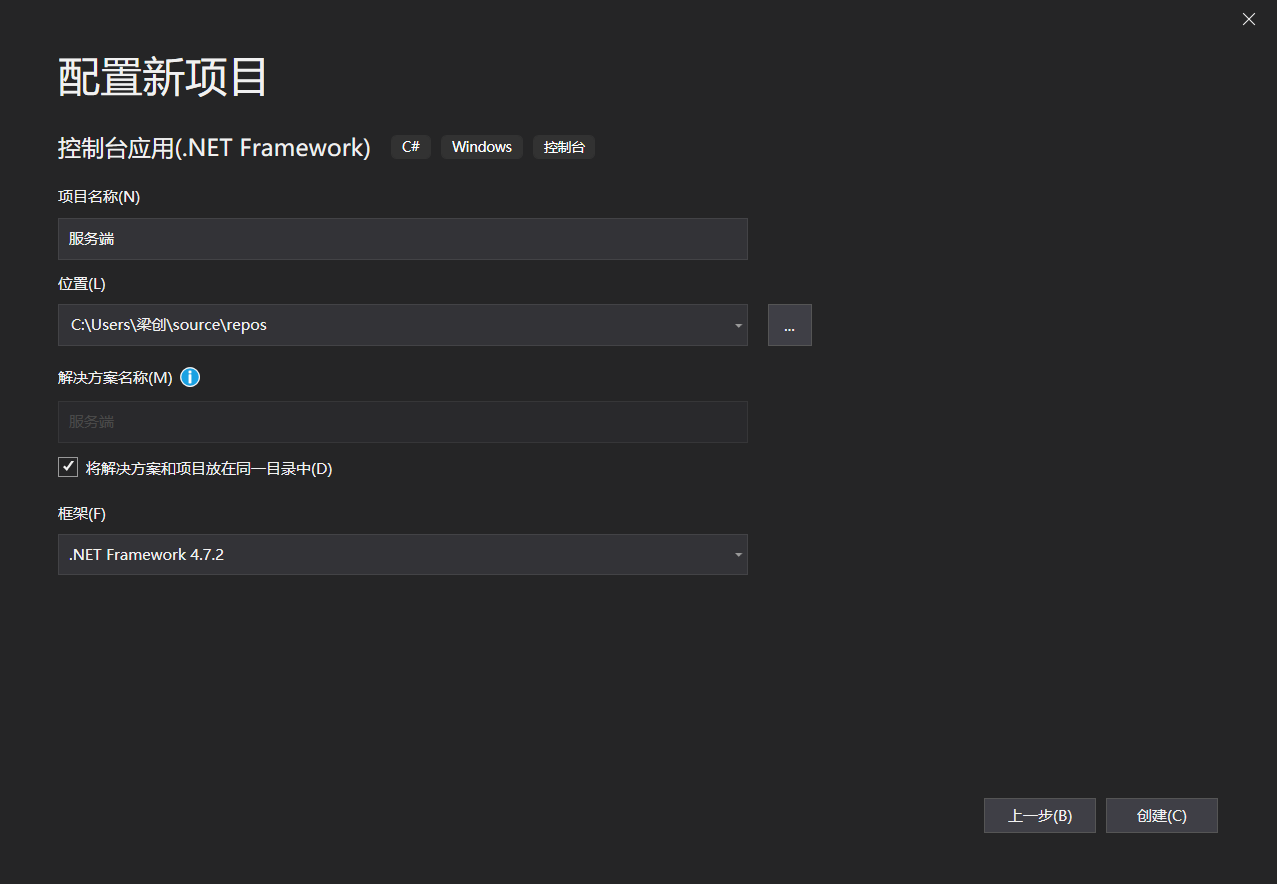 配置新项目
控制台应用(.NET Framework) C# Windows 控制台
项目名称(N)
服务端
位置(L)
C:\Users\梁创\source\repos
...
解决方案名称(M)
服务端
将解决方案和项目放在同一目录中(D)
框架(F)
.NET Framework 4.7.2
上一步(B) 创建(C)